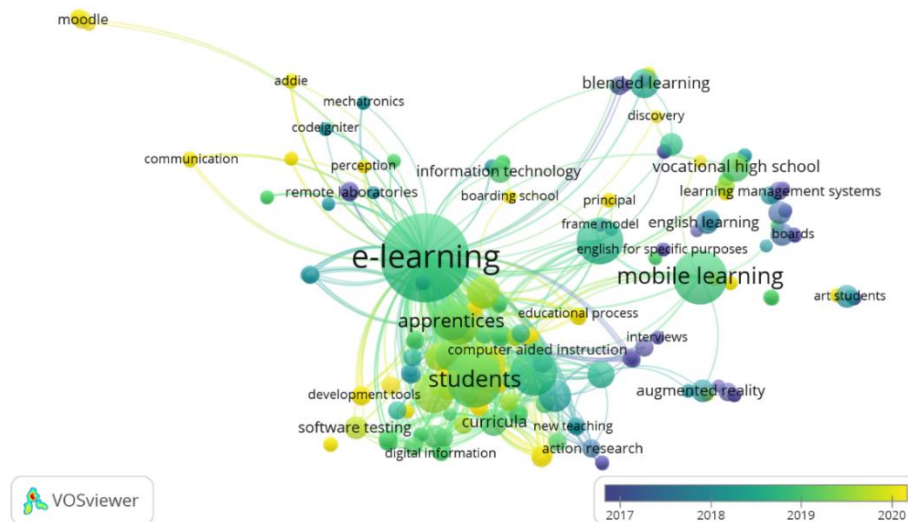 moodle
addie
blended learning
mechatronics
discovery
codeigniter
communication
perception
information technology
vocational high school
remote laboratories
boarding school
learning management systems
principal
frame model
english learning
english for specific purposes
boards
e-learning
mobile learning
art students
apprentices
educational process
interviews
computer aided instruction
students
augmented reality
development tools
software testing
curricula
new teaching
digital information
action research
VOSviewer
2017 2018 2019 2020